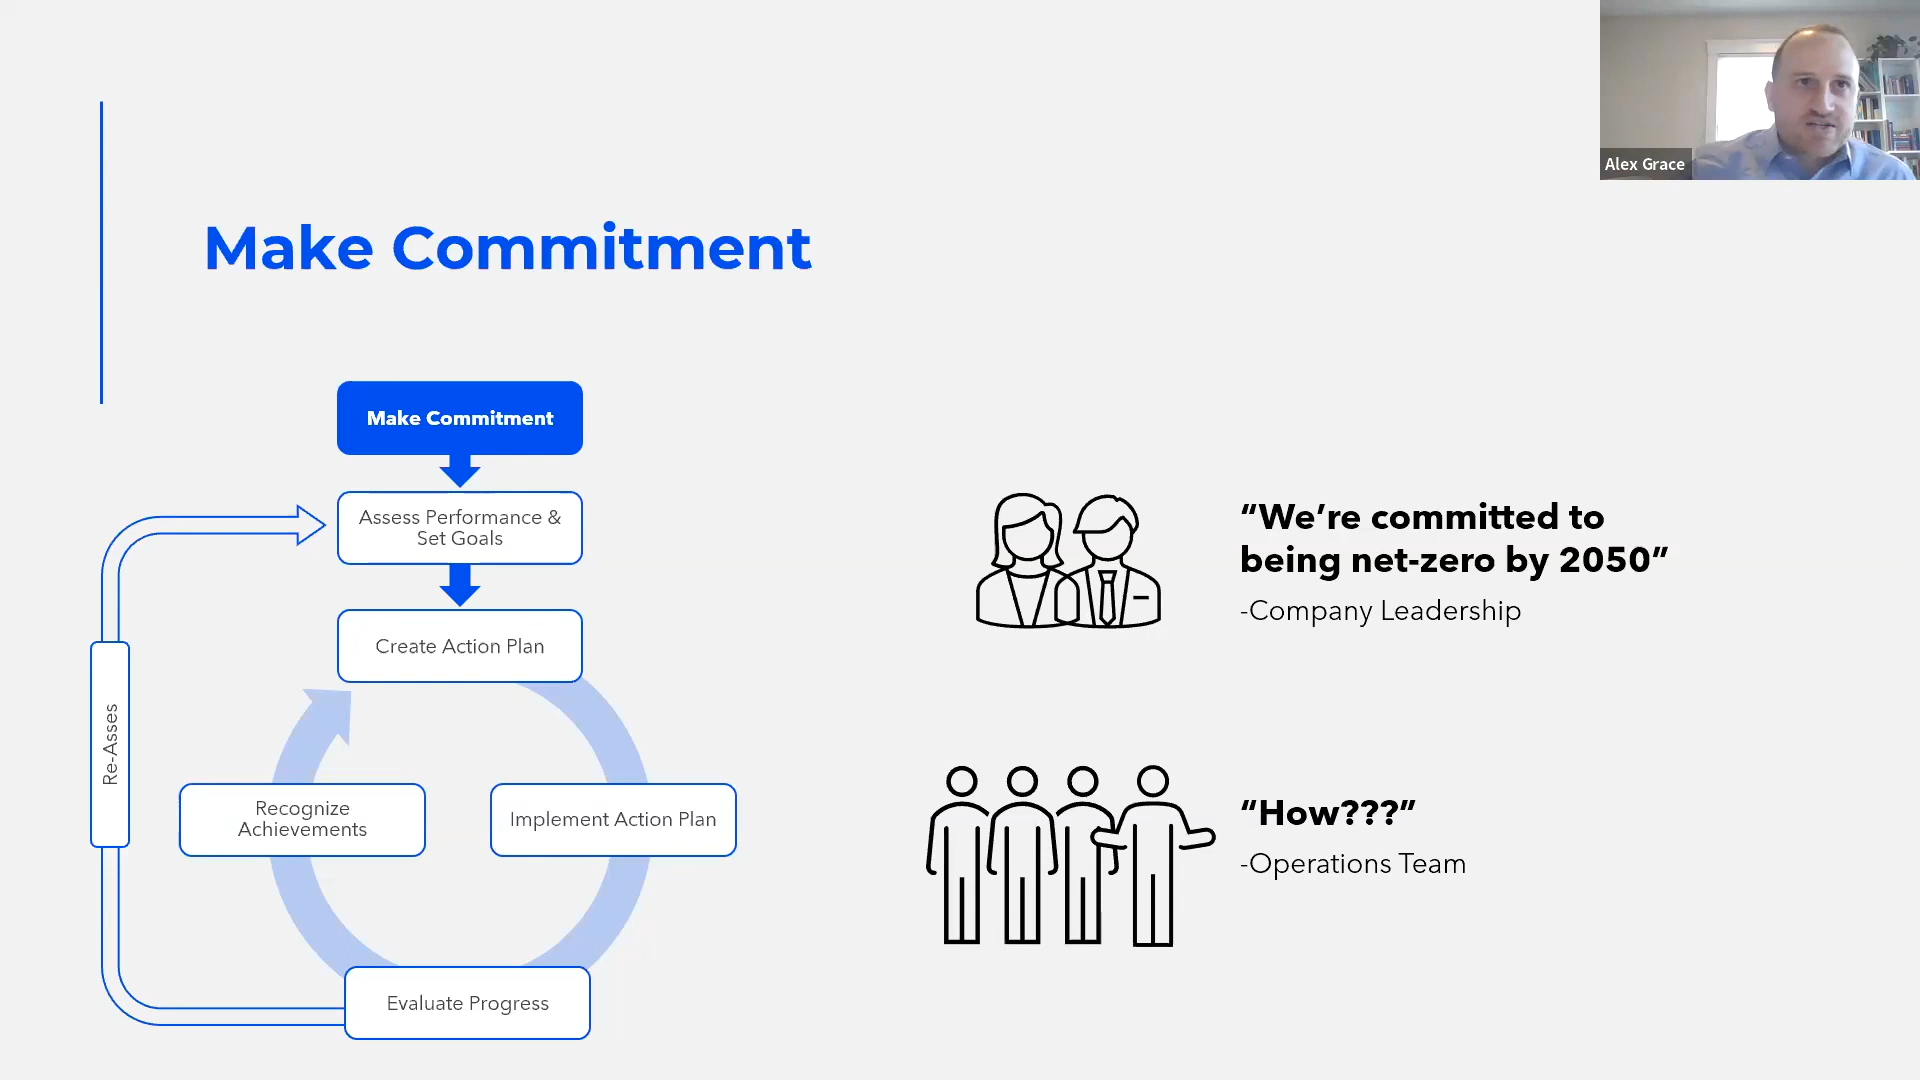 Alex Grace
Make Commitment
Make Commitment
Assess Performance &
Set Goals
Create Action Plan
Re-Asses
Recognize
Achievements
Implement Action Plan
Evaluate Progress
“We’re committed to
being net-zero by 2050”
-Company Leadership
“How???”
-Operations Team